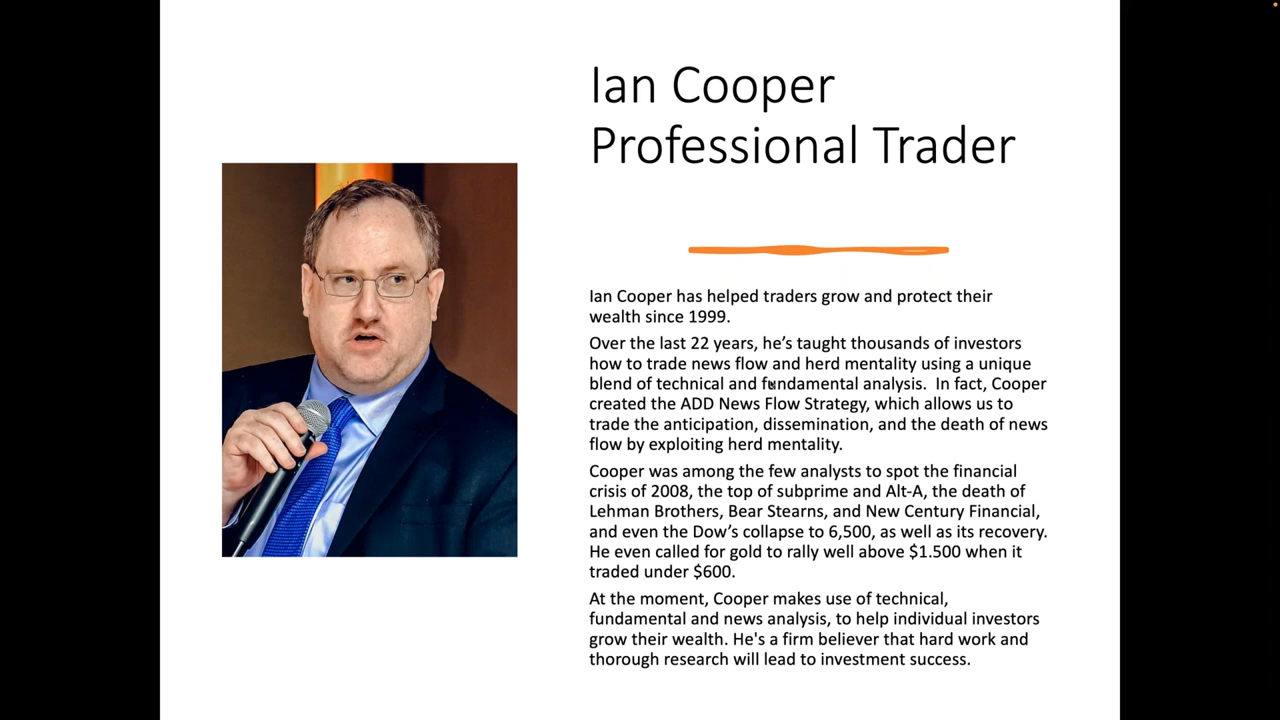 Ian Cooper
Professional Trader
Ian Cooper has helped traders grow and protect their
wealth since 1999.
Over the last 22 years, he’s taught thousands of investors
how to trade news flow and herd mentality using a unique
blend of technical and fundamental analysis.  In fact, Cooper
created the ADD News Flow Strategy, which allows us to
trade the anticipation, dissemination, and the death of news
flow by exploiting herd mentality.
Cooper was among the few analysts to spot the financial
crisis of 2008, the top of subprime and Alt-A, the death of
Lehman Brothers, Bear Stearns, and New Century Financial,
and even the Dow’s collapse to 6,500, as well as its recovery.
He even called for gold to rally well above $1.500 when it
traded under $600.
At the moment, Cooper makes use of technical,
fundamental and news analysis, to help individual investors
grow their wealth. He's a firm believer that hard work and
thorough research will lead to investment success.